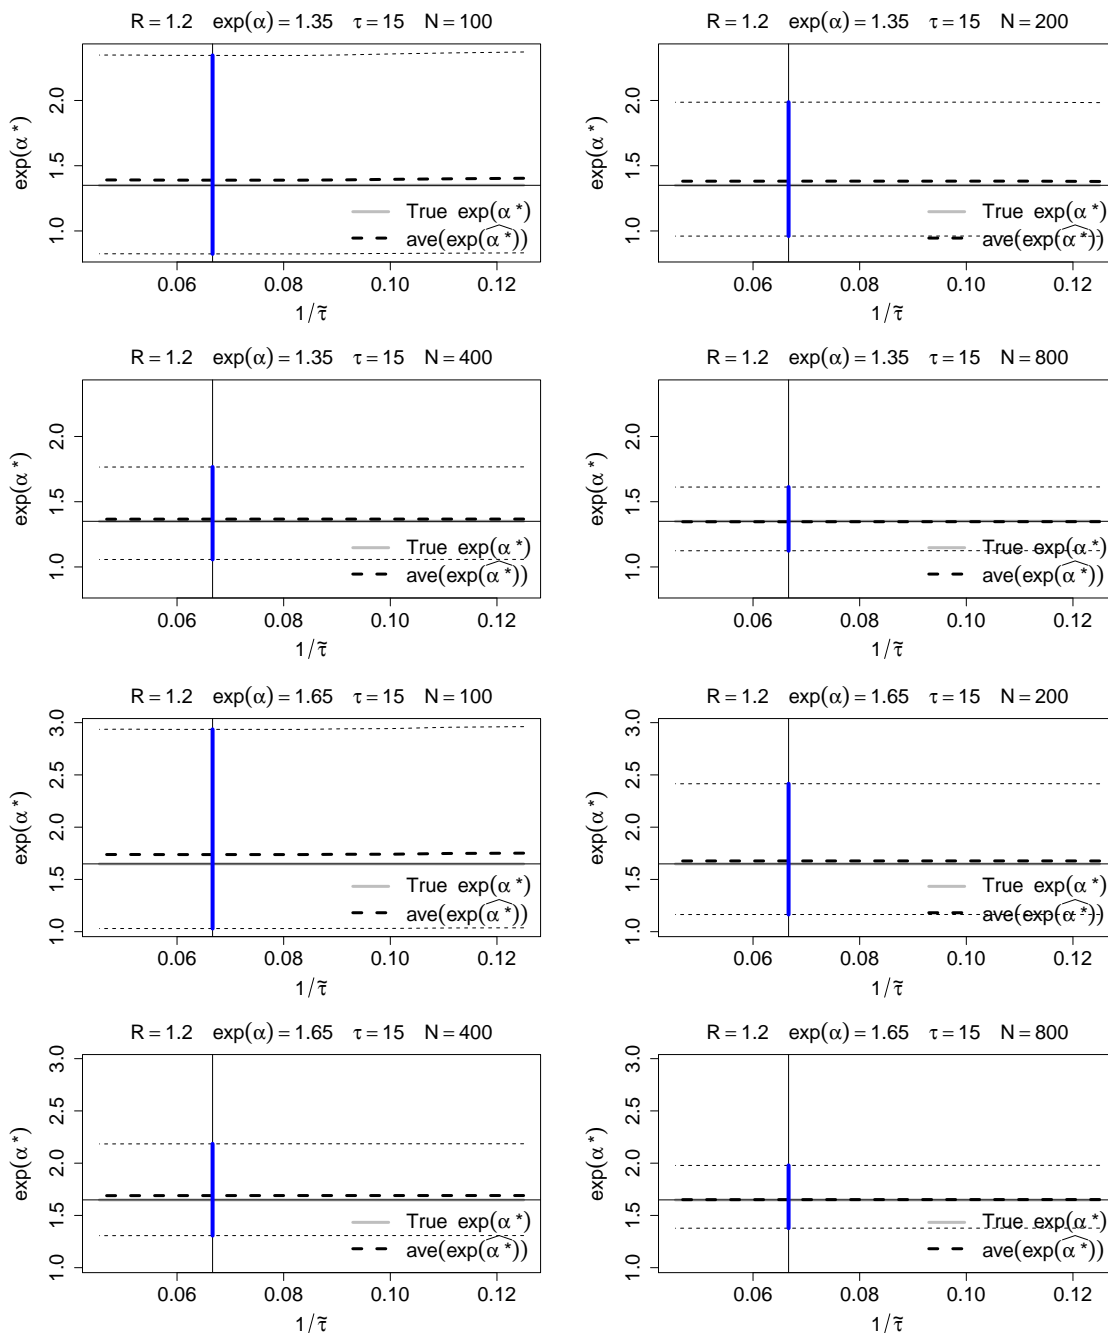 R = 1.2 exp(α) = 1.35 τ = 15 N = 100
exp(α*)
2.0
1.5
1.0
True exp(α*)
ave(exp(α̂*))
0.06 0.08 0.10 0.12
1/τ̃
R = 1.2 exp(α) = 1.35 τ = 15 N = 200
exp(α*)
2.0
1.5
1.0
True exp(α*)
ave(exp(α̂*))
0.06 0.08 0.10 0.12
1/τ̃
R = 1.2 exp(α) = 1.35 τ = 15 N = 400
exp(α*)
2.0
1.5
1.0
True exp(α*)
ave(exp(α̂*))
0.06 0.08 0.10 0.12
1/τ̃
R = 1.2 exp(α) = 1.35 τ = 15 N = 800
exp(α*)
2.0
1.5
1.0
True exp(α*)
ave(exp(α̂*))
0.06 0.08 0.10 0.12
1/τ̃
R = 1.2 exp(α) = 1.65 τ = 15 N = 100
exp(α*)
3.0
2.5
2.0
1.5
1.0
True exp(α*)
ave(exp(α̂*))
0.06 0.08 0.10 0.12
1/τ̃
R = 1.2 exp(α) = 1.65 τ = 15 N = 200
exp(α*)
3.0
2.5
2.0
1.5
1.0
True exp(α*)
ave(exp(α̂*))
0.06 0.08 0.10 0.12
1/τ̃
R = 1.2 exp(α) = 1.65 τ = 15 N = 400
exp(α*)
3.0
2.5
2.0
1.5
1.0
True exp(α*)
ave(exp(α̂*))
0.06 0.08 0.10 0.12
1/τ̃
R = 1.2 exp(α) = 1.65 τ = 15 N = 800
exp(α*)
3.0
2.5
2.0
1.5
1.0
True exp(α*)
ave(exp(α̂*))
0.06 0.08 0.10 0.12
1/τ̃